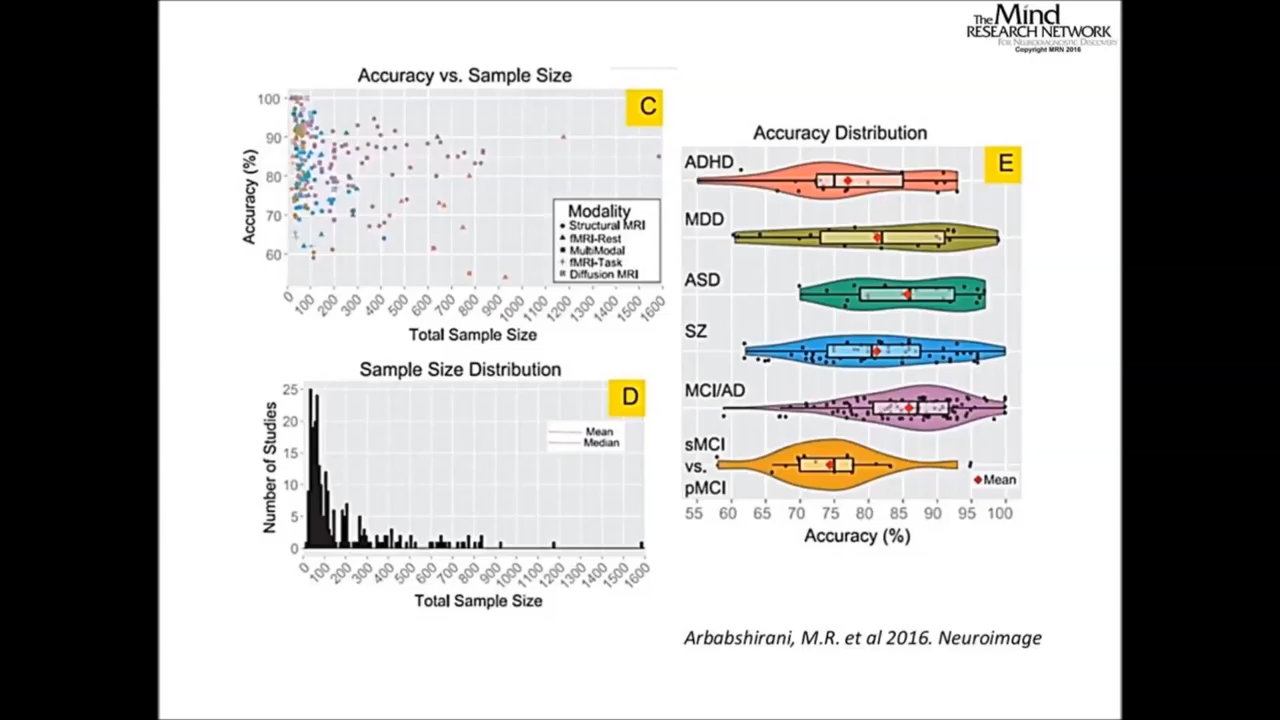 The Mind
RESEARCH NETWORK
FOR NEURODIAGNOSTIC DISCOVERY
Copyright MRN 2016
Accuracy vs. Sample Size
C
100
90
80
70
60
Accuracy (%)
Modality
Structural MRI
fMRI-Rest
MultiModal
fMRI-Task
Diffusion MRI
0 100 200 300 400 500 600 700 800 900 1000 1100 1200 1300 1400 1500 1600
Total Sample Size
Sample Size Distribution
D
25
20
15
10
5
0
Number of Studies
Mean
Median
0 100 200 300 400 500 600 700 800 900 1000 1100 1200 1300 1400 1500 1600
Total Sample Size
Accuracy Distribution
E
ADHD
MDD
ASD
SZ
MCI/AD
sMCI
vs.
pMCI
Mean
55 60 65 70 75 80 85 90 95 100
Accuracy (%)
Arbabshirani, M.R. et al 2016. Neuroimage